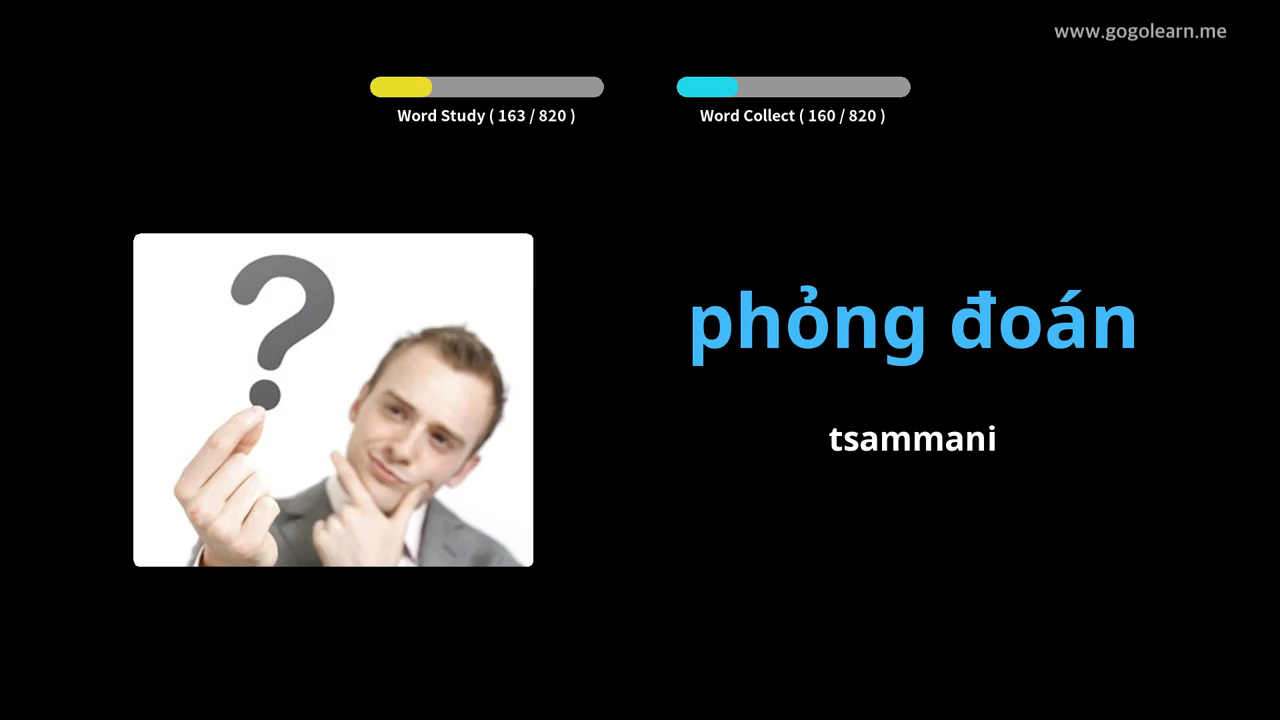 www.gogolearn.me
Word Study ( 163 / 820 )
Word Collect ( 160 / 820 )
phỏng đoán
tsammani